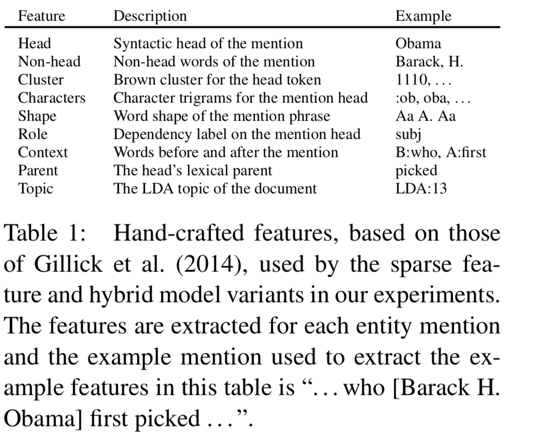 Feature Description Example
Head Syntactic head of the mention Obama
Non-head Non-head words of the mention Barack, H.
Cluster Brown cluster for the head token 1110, ...
Characters Character trigrams for the mention head :ob, oba, ...
Shape Word shape of the mention phrase Aa A. Aa
Role Dependency label on the mention head subj
Context Words before and after the mention B:who, A:first
Parent The head's lexical parent picked
Topic The LDA topic of the document LDA:13
Table 1: Hand-crafted features, based on those
of Gillick et al. (2014), used by the sparse fea-
ture and hybrid model variants in our experiments.
The features are extracted for each entity mention
and the example mention used to extract the ex-
ample features in this table is “... who [Barack H.
Obama] first picked ...”.